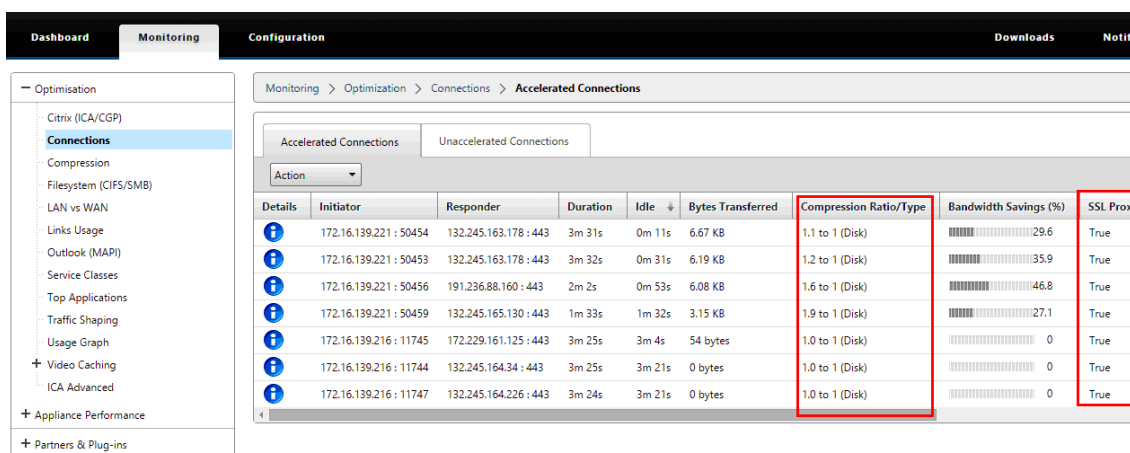 Dashboard Monitoring Configuration Downloads Notif
Optimisation
Citrix (ICA/CGP)
Connections
Compression
Filesystem (CIFS/SMB)
LAN vs WAN
Links Usage
Outlook (MAPI)
Service Classes
Top Applications
Traffic Shaping
Usage Graph
Video Caching
ICA Advanced
Appliance Performance
Partners & Plug-ins
Monitoring > Optimization > Connections > Accelerated Connections
Accelerated Connections Unaccelerated Connections
Action
Details Initiator Responder Duration Idle Bytes Transferred Compression Ratio/Type Bandwidth Savings (%) SSL Prox
172.16.139.221 : 50454 132.245.163.178 : 443 3m 31s 0m 11s 6.67 KB 1.1 to 1 (Disk) 29.6 True
172.16.139.221 : 50453 132.245.163.178 : 443 3m 32s 0m 31s 6.19 KB 1.2 to 1 (Disk) 35.9 True
172.16.139.221 : 50456 191.236.88.160 : 443 2m 2s 0m 53s 6.08 KB 1.6 to 1 (Disk) 46.8 True
172.16.139.221 : 50459 132.245.165.130 : 443 1m 33s 1m 32s 3.15 KB 1.9 to 1 (Disk) 27.1 True
172.16.139.216 : 11745 172.229.161.125 : 443 3m 25s 3m 4s 54 bytes 1.0 to 1 (Disk) 0 True
172.16.139.216 : 11744 132.245.164.34 : 443 3m 25s 3m 21s 0 bytes 1.0 to 1 (Disk) 0 True
172.16.139.216 : 11747 132.245.164.226 : 443 3m 24s 3m 21s 0 bytes 1.0 to 1 (Disk) 0 True